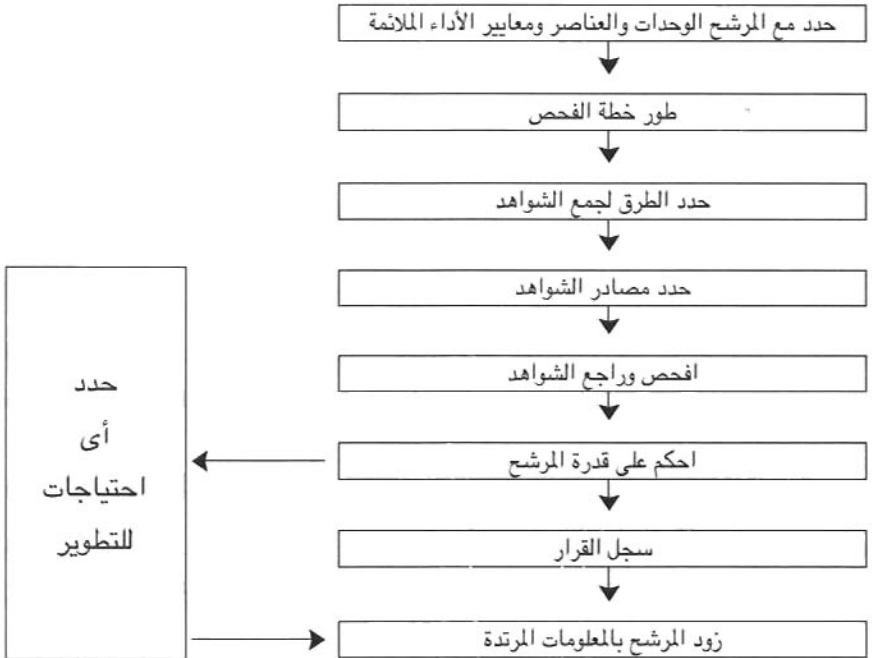 حدد مع المرشح الوحدات والعناصر ومعايير الأداء الملائمة
طور خطة الفحص
حدد الطرق لجمع الشواهد
حدد مصادر الشواهد
افحص وراجع الشواهد
احكم على قدرة المرشح
سجل القرار
زود المرشح بالمعلومات المرتدة
حدد
أى
احتياجات
للتطوير